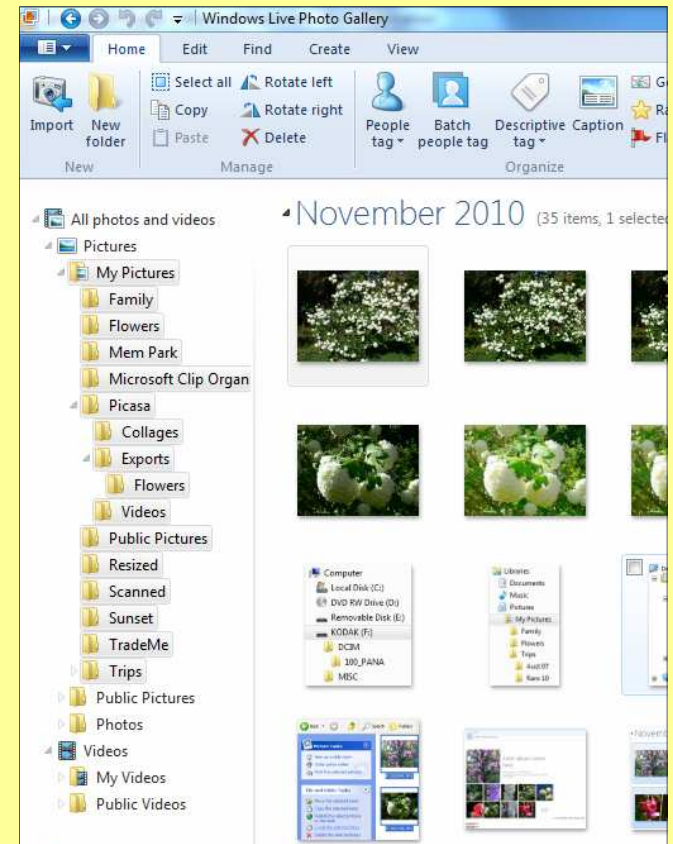 Windows Live Photo Gallery
Home Edit Find Create View
Select all Rotate left
Copy Rotate right
Paste Delete
Import New folder
People tag Batch people tag Descriptive tag Caption
New Manage Organize
All photos and videos
November 2010 (35 items, 1 selected
Pictures
My Pictures
Family
Flowers
Mem Park
Microsoft Clip Organ
Picasa
Collages
Exports
Flowers
Videos
Public Pictures
Resized
Scanned
Sunset
TradeMe
Trips
Public Pictures
Photos
Videos
My Videos
Public Videos
Computer
Local Disk (C:)
DVD RW Drive (D:)
Removable Disk (E:)
KODAK (F:)
DCIM
100_PANA
MISC
Libraries
Documents
Music
Pictures
My Pictures
Family
Flowers
Trips